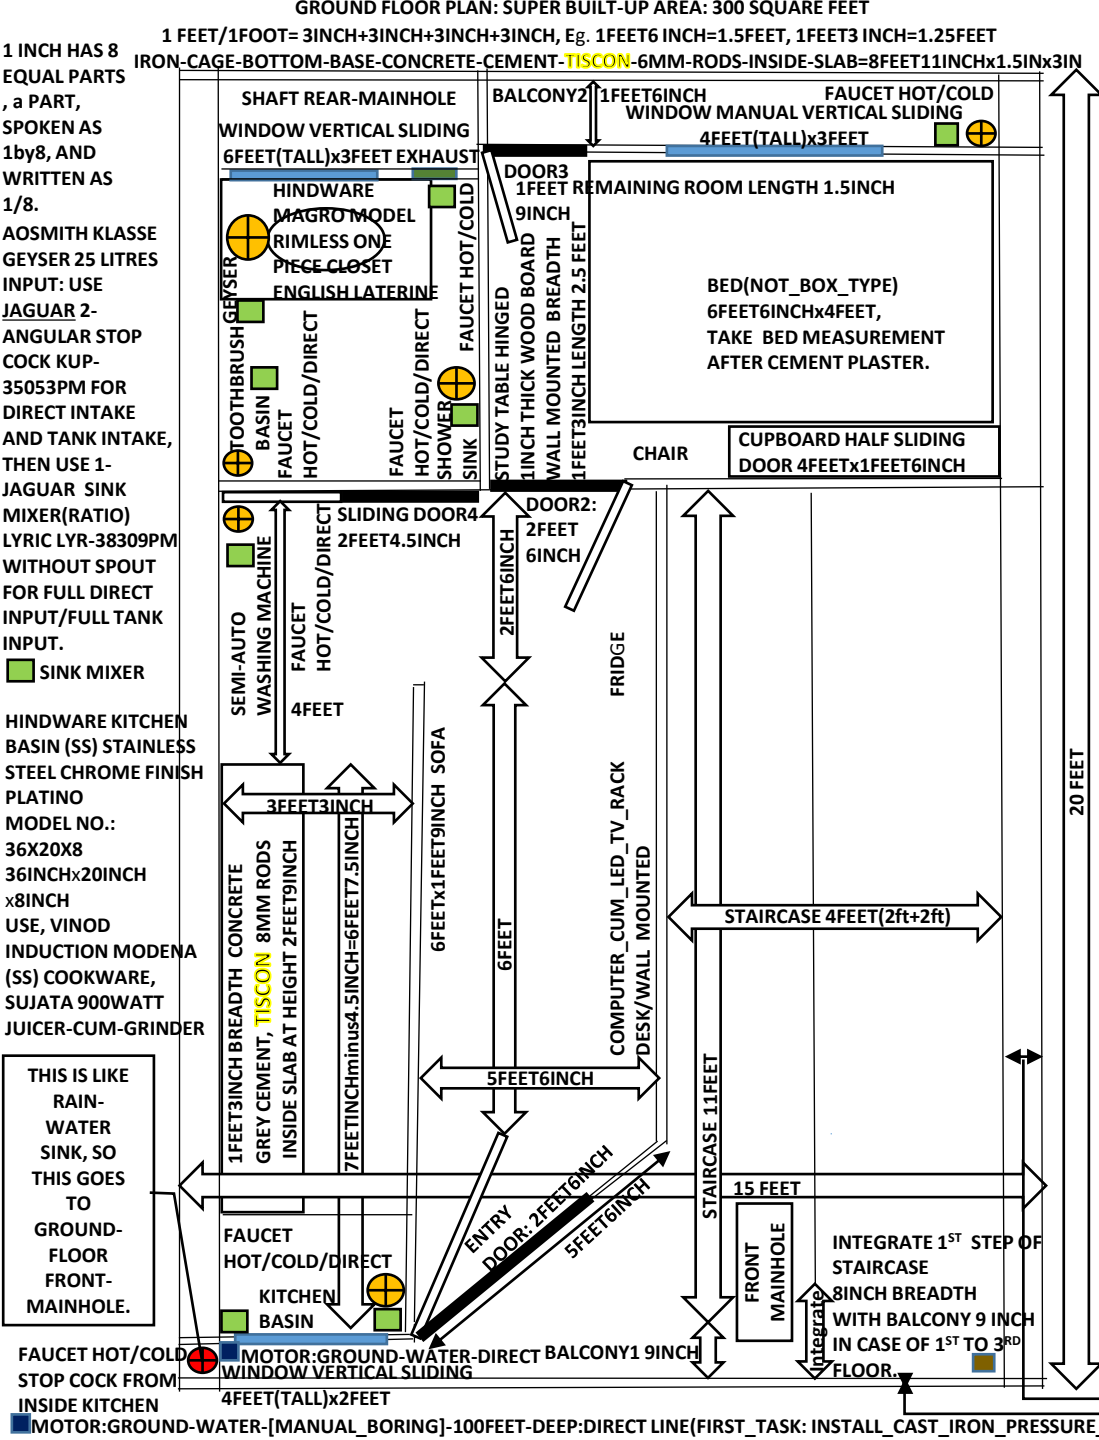 GROUND FLOOR PLAN: SUPER BUILT-UP AREA: 300 SQUARE FEET
1 FEET/1FOOT= 3INCH+3INCH+3INCH+3INCH, Eg. 1FEET6 INCH=1.5FEET, 1FEET3 INCH=1.25FEET
IRON-CAGE-BOTTOM-BASE-CONCRETE-CEMENT-TISCON-6MM-RODS-INSIDE-SLAB=8FEET11INCHx1.5INx3IN
1 INCH HAS 8
EQUAL PARTS
, a PART,
SPOKEN AS
1by8, AND
WRITTEN AS
1/8.
AOSMITH KLASSE
GEYSER 25 LITRES
INPUT: USE
JAGUAR 2-
ANGULAR STOP
COCK KUP-
35053PM FOR
DIRECT INTAKE
AND TANK INTAKE,
THEN USE 1-
JAGUAR SINK
MIXER(RATIO)
LYRIC LYR-38309PM
WITHOUT SPOUT
FOR FULL DIRECT
INPUT/FULL TANK
INPUT.
SINK MIXER
HINDWARE KITCHEN
BASIN (SS) STAINLESS
STEEL CHROME FINISH
PLATINO
MODEL NO.:
36X20X8
36INCHx20INCH
x8INCH
USE, VINOD
INDUCTION MODENA
(SS) COOKWARE,
SUJATA 900WATT
JUICER-CUM-GRINDER
THIS IS LIKE
RAIN-
WATER
SINK, SO
THIS GOES
TO
GROUND-
FLOOR
FRONT-
MAINHOLE.
FAUCET HOT/COLD
STOP COCK FROM
INSIDE KITCHEN
SHAFT REAR-MAINHOLE
WINDOW VERTICAL SLIDING
6FEET(TALL)x3FEET EXHAUST
BALCONY2 1FEET6INCH
FAUCET HOT/COLD
WINDOW MANUAL VERTICAL SLIDING
4FEET(TALL)x3FEET
HINDWARE
MAGRO MODEL
RIMLESS ONE
PIECE CLOSET
ENGLISH LATERINE
GEYSER
TOOTHBRUSH
BASIN
FAUCET
HOT/COLD/DIRECT
FAUCET
HOT/COLD/DIRECT
SHOWER
SINK
FAUCET HOT/COLD
DOOR3
1FEET REMAINING ROOM LENGTH 1.5INCH
9INCH
STUDY TABLE HINGED
1INCH THICK WOOD BOARD
WALL MOUNTED BREADTH
1FEET3INCH LENGTH 2.5 FEET
BED(NOT_BOX_TYPE)
6FEET6INCHx4FEET,
TAKE BED MEASUREMENT
AFTER CEMENT PLASTER.
CHAIR
CUPBOARD HALF SLIDING
DOOR 4FEETx1FEET6INCH
SLIDING DOOR4
2FEET4.5INCH
DOOR2:
2FEET
6INCH
2FEET6INCH
SEMI-AUTO
WASHING MACHINE
FAUCET
HOT/COLD/DIRECT
4FEET
FRIDGE
3FEET3INCH
6FEETx1FEET9INCH SOFA
6FEET
COMPUTER_CUM_LED_TV_RACK
DESK/WALL MOUNTED
1FEET3INCH BREADTH CONCRETE
GREY CEMENT, TISCON 8MM RODS
INSIDE SLAB AT HEIGHT 2FEET9INCH
7FEETINCHminus4.5INCH=6FEET7.5INCH
5FEET6INCH
STAIRCASE 4FEET(2ft+2ft)
STAIRCASE 11FEET
20 FEET
15 FEET
ENTRY
DOOR: 2FEET6INCH
5FEET6INCH
FAUCET
HOT/COLD/DIRECT
KITCHEN
BASIN
FRONT
MAINHOLE
Integrate
INTEGRATE 1ST STEP OF
STAIRCASE
8INCH BREADTH
WITH BALCONY 9 INCH
IN CASE OF 1ST TO 3RD
FLOOR.
MOTOR:GROUND-WATER-DIRECT
BALCONY1 9INCH
WINDOW VERTICAL SLIDING
4FEET(TALL)x2FEET
MOTOR:GROUND-WATER-[MANUAL_BORING]-100FEET-DEEP:DIRECT LINE(FIRST_TASK: INSTALL_CAST_IRON_PRESSURE_